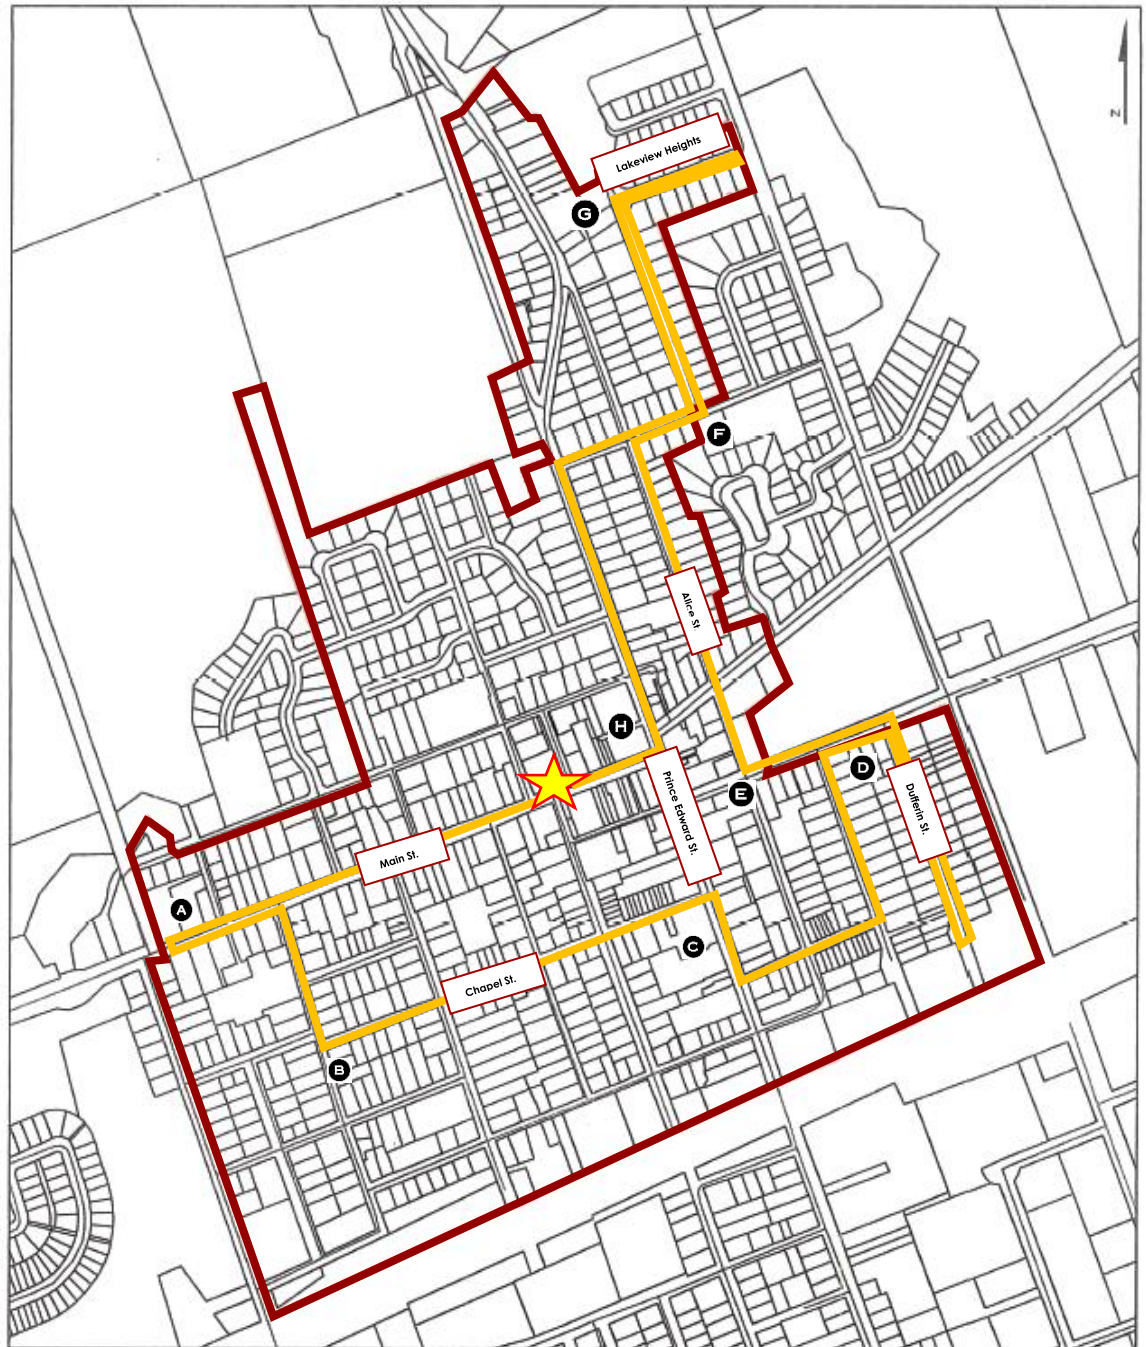 N
Lakeview Heights
G
F
Alice St.
H
Prince Edward St.
D
E
Dufferin St.
Main St.
A
C
Chapel St.
B